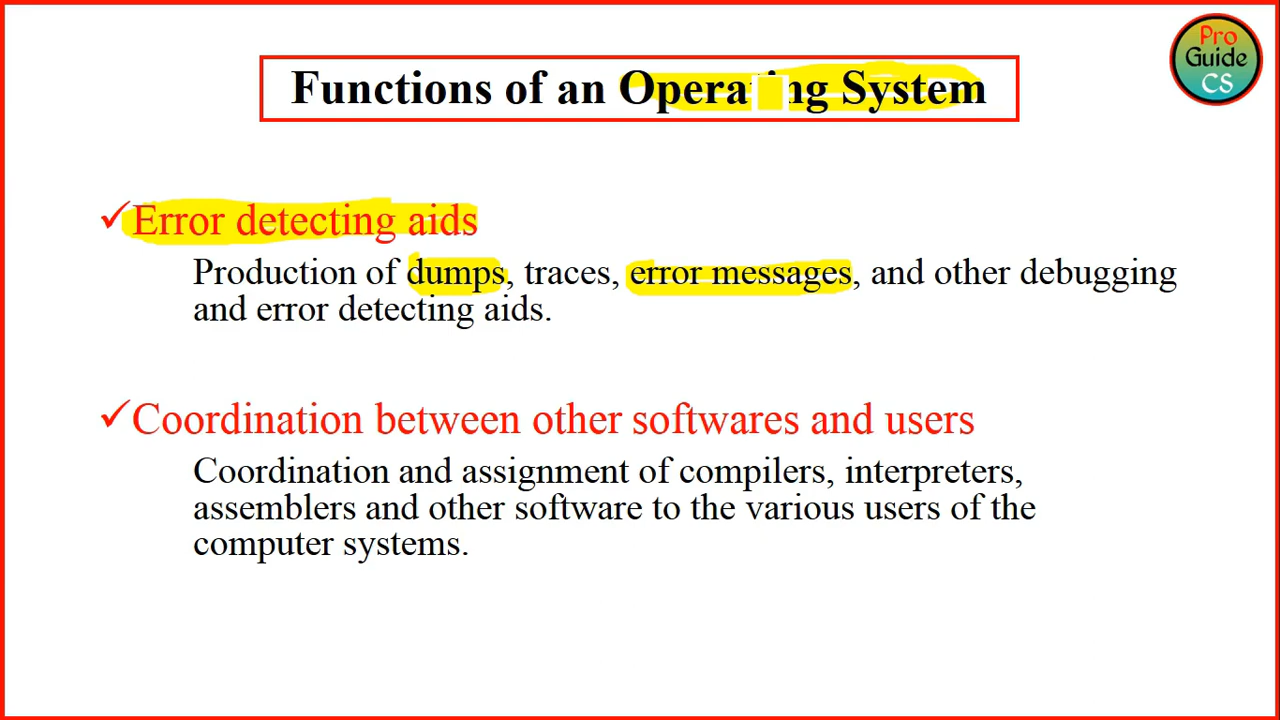 Pro
Guide
CS
Functions of an Operating System
✓Error detecting aids
Production of dumps, traces, error messages, and other debugging
and error detecting aids.
✓Coordination between other softwares and users
Coordination and assignment of compilers, interpreters,
assemblers and other software to the various users of the
computer systems.